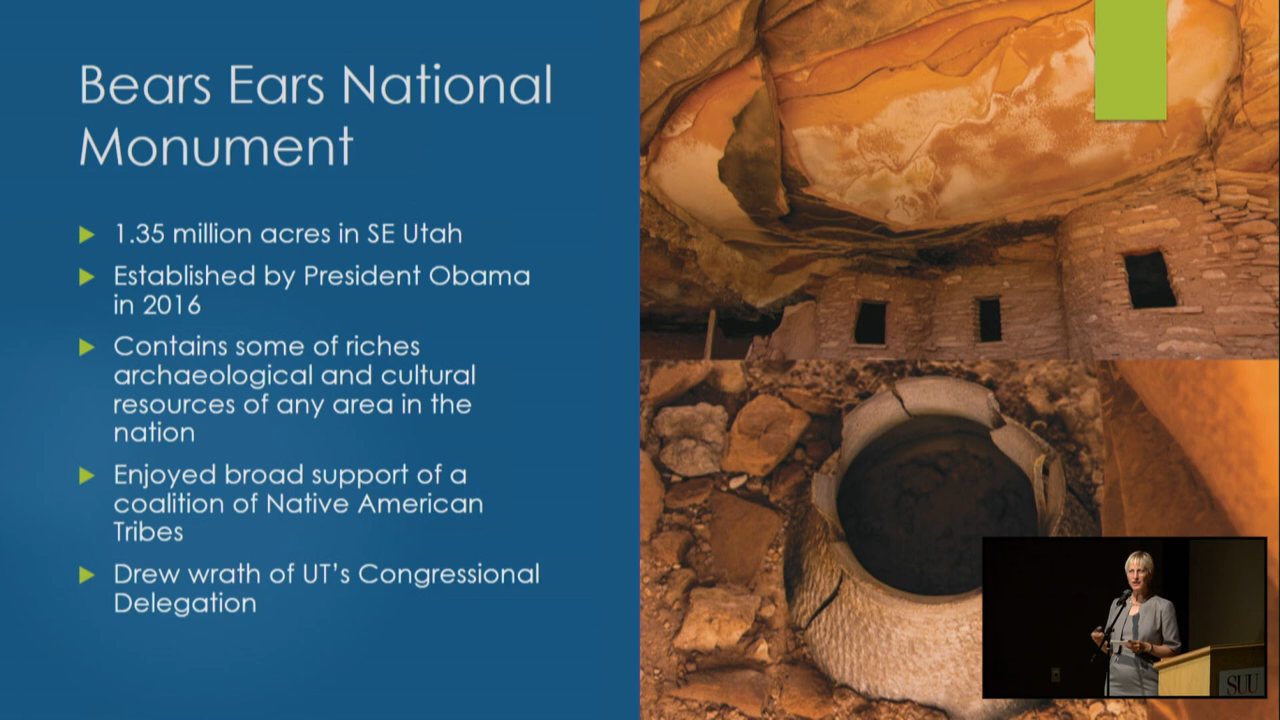 Bears Ears National
Monument
1.35 million acres in SE Utah
Established by President Obama
in 2016
Contains some of riches
archaeological and cultural
resources of any area in the
nation
Enjoyed broad support of a
coalition of Native American
Tribes
Drew wrath of UT's Congressional
Delegation
SUU